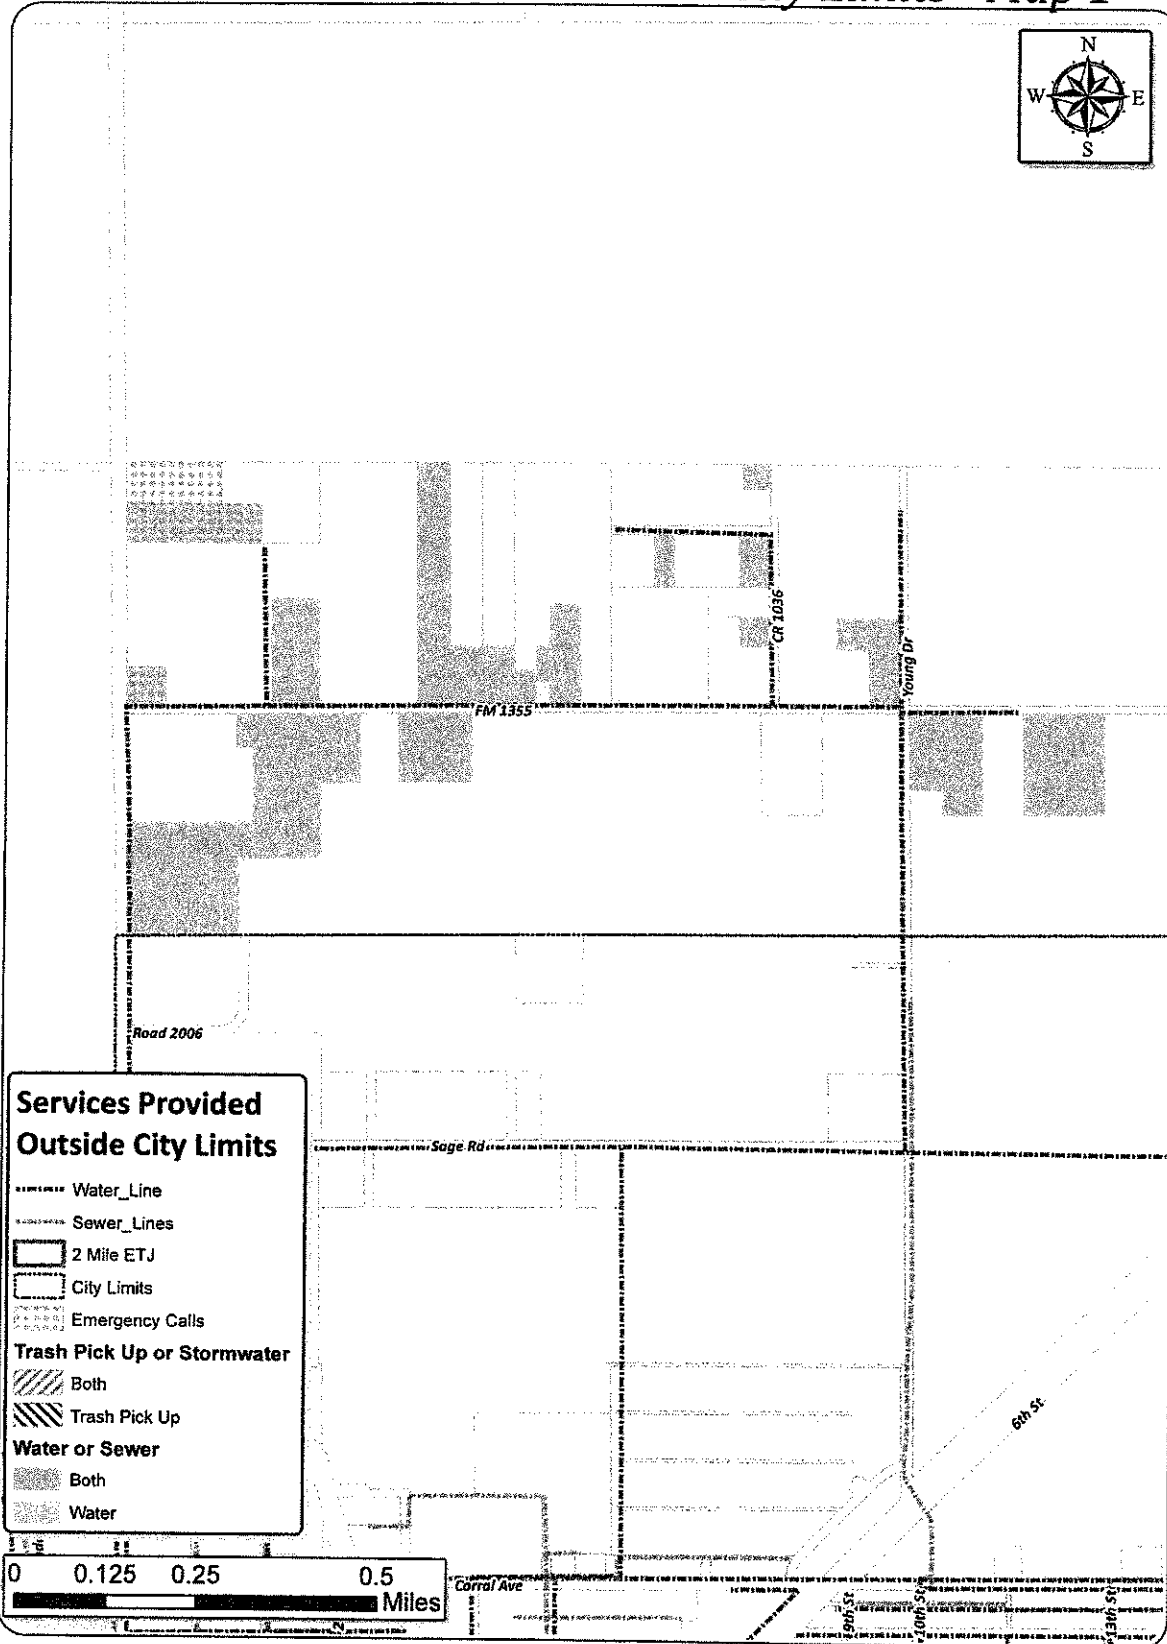 N
W E
S
CR 1036
Young Dr
FM 1355
Road 2006
Services Provided
Outside City Limits
Water_Line
Sewer_Lines
2 Mile ETJ
City Limits
Emergency Calls
Trash Pick Up or Stormwater
Both
Trash Pick Up
Water or Sewer
Both
Water
Sage Rd
6th St
0 0.125 0.25 0.5
Miles
Corral Ave
9th St
10th St
13th St